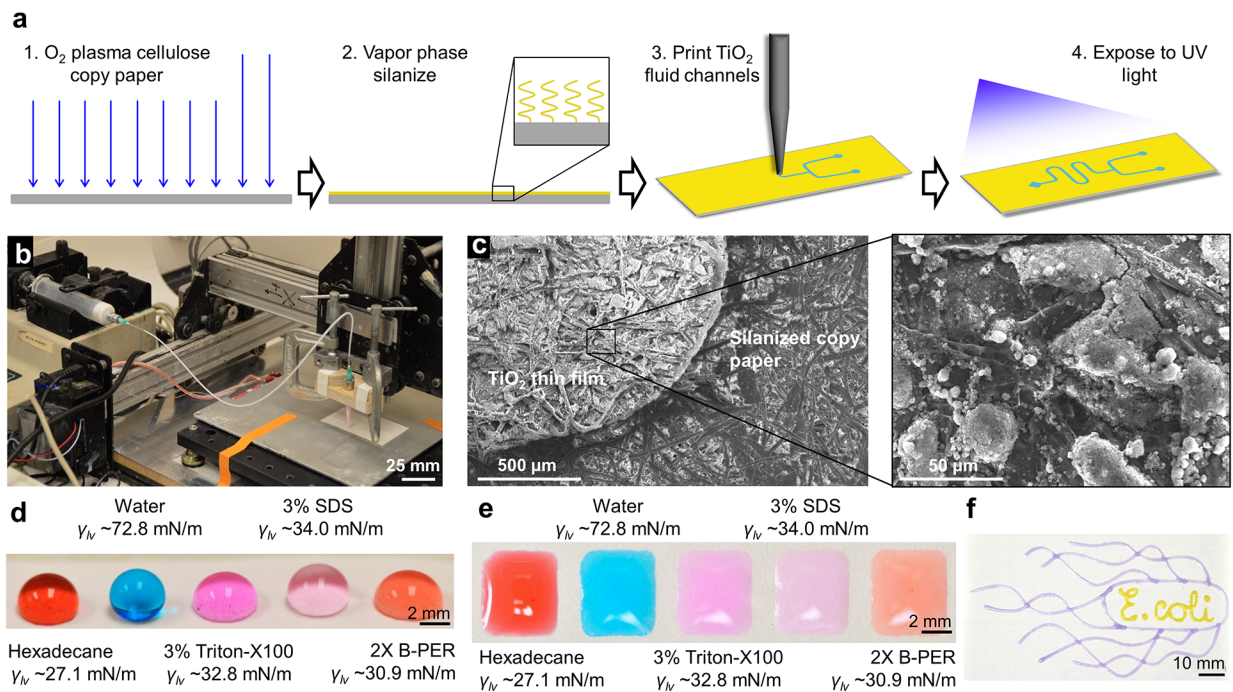 a
1. O₂ plasma cellulose
copy paper
2. Vapor phase
silanize
3. Print TiO₂
fluid channels
4. Expose to UV
light
b
25 mm
c
TiO₂ thin film
Silanized copy
paper
500 µm
50 µm
d
Water
γlv ~72.8 mN/m
3% SDS
γlv ~34.0 mN/m
2 mm
Hexadecane
γlv ~27.1 mN/m
3% Triton-X100
γlv ~32.8 mN/m
2X B-PER
γlv ~30.9 mN/m
e
Water
γlv ~72.8 mN/m
3% SDS
γlv ~34.0 mN/m
2 mm
Hexadecane
γlv ~27.1 mN/m
3% Triton-X100
γlv ~32.8 mN/m
2X B-PER
γlv ~30.9 mN/m
f
E.coli
10 mm